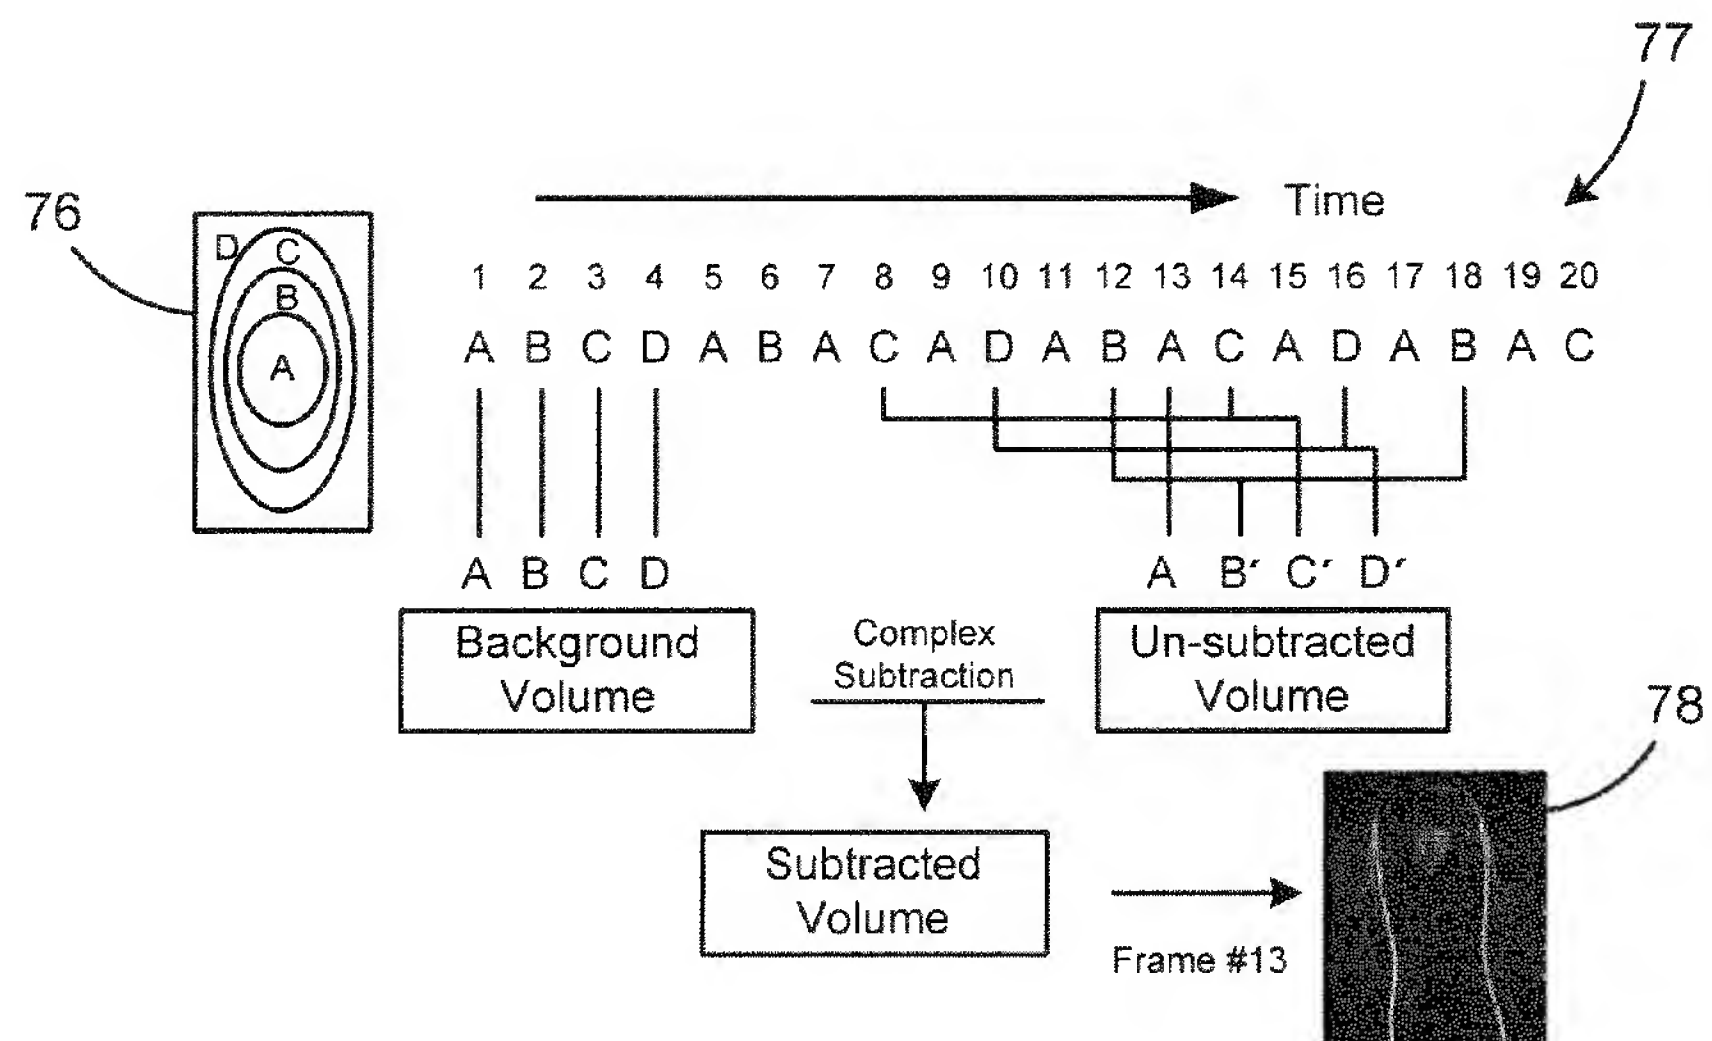 77
76
Time
D C B A
1 2 3 4 5 6 7 8 9 10 11 12 13 14 15 16 17 18 19 20
A B C D A B A C A D A B A C A D A B A C
A B C D
A B´ C´ D´
Background
Volume
Complex
Subtraction
Un-subtracted
Volume
78
Subtracted
Volume
Frame #13